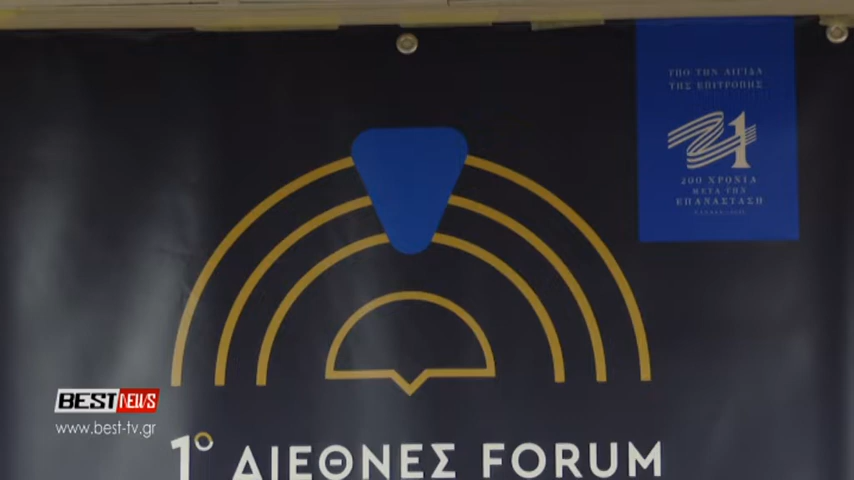 ΥΠΟ ΤΗΝ ΑΙΓΙΔΑ
ΤΗΣ ΕΠΙΤΡΟΠΗΣ
21
200 ΧΡΟΝΙΑ
ΜΕΤΑ ΤΗΝ
ΕΠΑΝΑΣΤΑΣΗ
BEST NEWS
www.best-tv.gr
1° ΔΙΕΘΝΕΣ FORUM